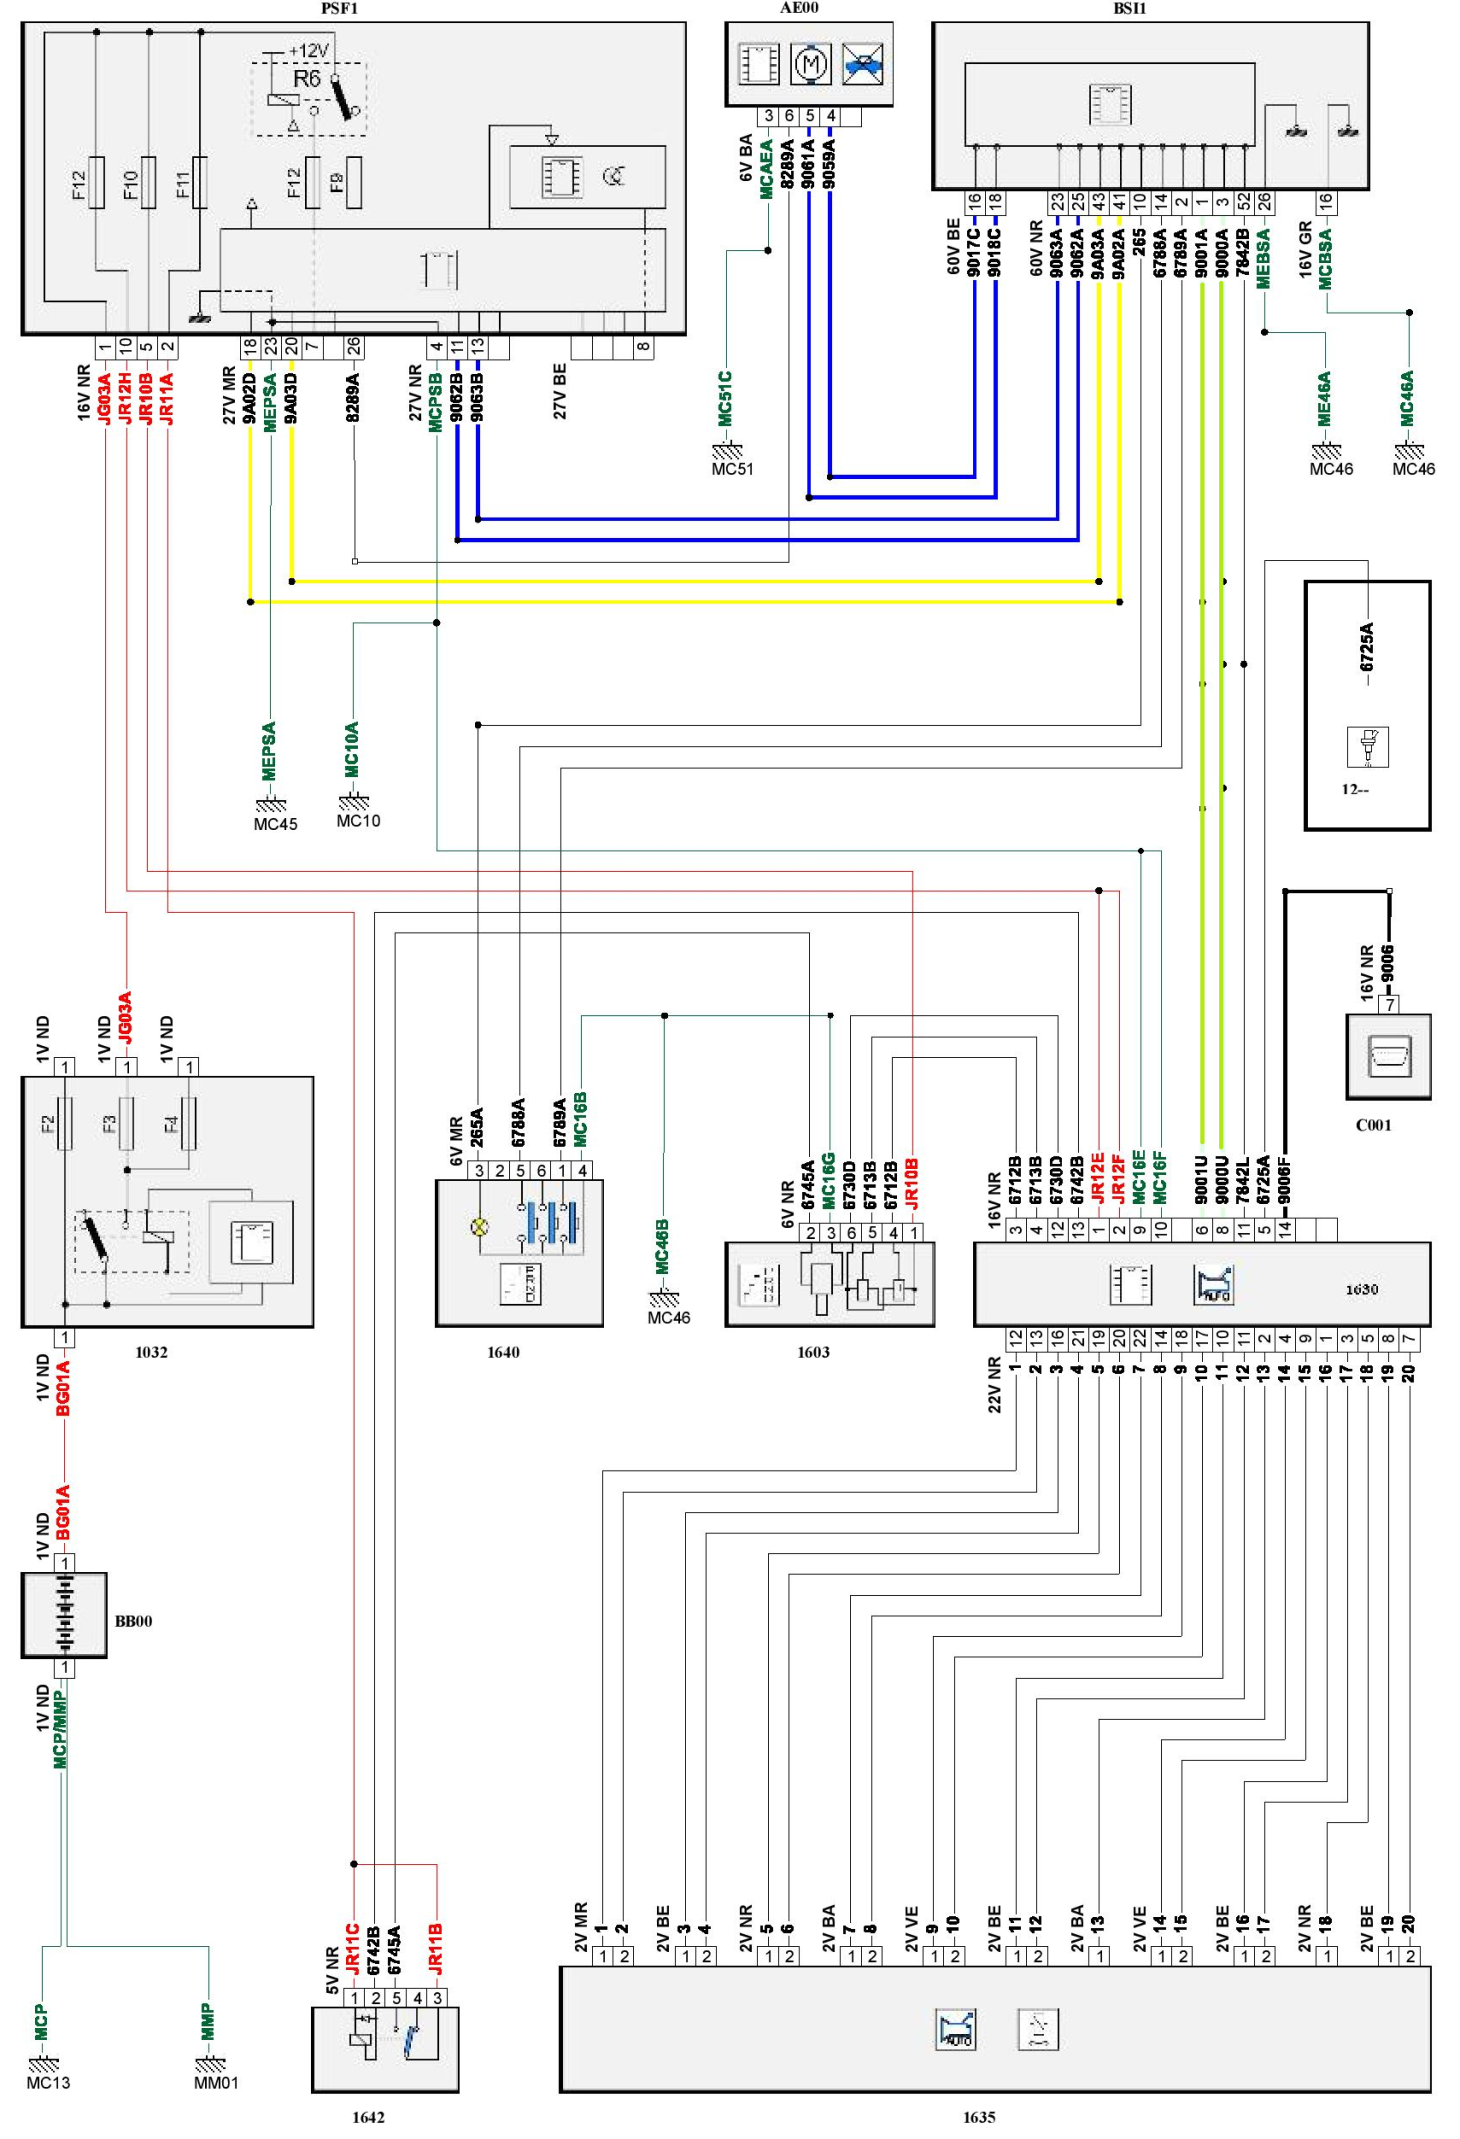 PSF1
AE00
BSI1
+12V
R6
M
F12
F10
F11
F12
F9
3 6 5 4
6V BA
MCAEA
8289A
9061A
9059A
16 18 23 25 43 41 10 14 2 1 3 52 26 16
60V BE
9017C
9018C
60V NR
9063A
9062A
9A03A
9A02A
265
6788A
6789A
9001A
9000A
7842B
MEBSA
16V GR
MCBSA
1 10 5 2 18 23 20 7 26 4 11 13 8
16V NR
JG03A
JR12H
JR10B
JR11A
27V MR
9A02D
MEPSA
9A03D
8289A
27V NR
MCPSB
9062B
9063B
27V BE
MC51C
ME46A
MC46A
MC51
MC46
MC46
6725A
12--
MEPSA
MC10A
MC45
MC10
16V NR
9006
7
C001
1V ND
1V ND
JG03A
1V ND
1 1 1
F2
F3
F4
1
1032
6V MR
265A
6788A
6789A
MC16B
3 2 5 6 1 4
1640
MC46B
MC46
6V NR
6745A
MC16G
6730D
6713B
6712B
JR10B
2 3 6 5 4 1
1603
16V NR
6712B
6713B
6730D
6742B
JR12E
JR12F
MC16E
MC16F
9001U
9000U
7842L
6725A
9006F
3 4 12 13 1 2 9 10 6 8 11 5 14
AUTO
1630
12 13 16 21 19 20 22 14 18 17 10 11 2 4 9 1 3 5 8 7
22V NR
1 2 3 4 5 6 7 8 9 10 11 12 13 14 15 16 17 18 19 20
1V ND
BG01A
1V ND
BG01A
1
BB00
1
1V ND
MCP/MMP
MCP
MMP
MC13
MM01
5V NR
JR11C
6742B
6745A
JR11B
1 2 5 4 3
1642
2V MR
1
2
2V BE
3
4
2V NR
5
6
2V BA
7
8
2V VE
9
10
2V BE
11
12
2V BA
13
2V VE
14
15
2V BE
16
17
2V NR
18
2V BE
19
20
1 2 1 2 1 2 1 2 1 2 1 2 1 1 2 1 2 1 1 2
AUTO
1635